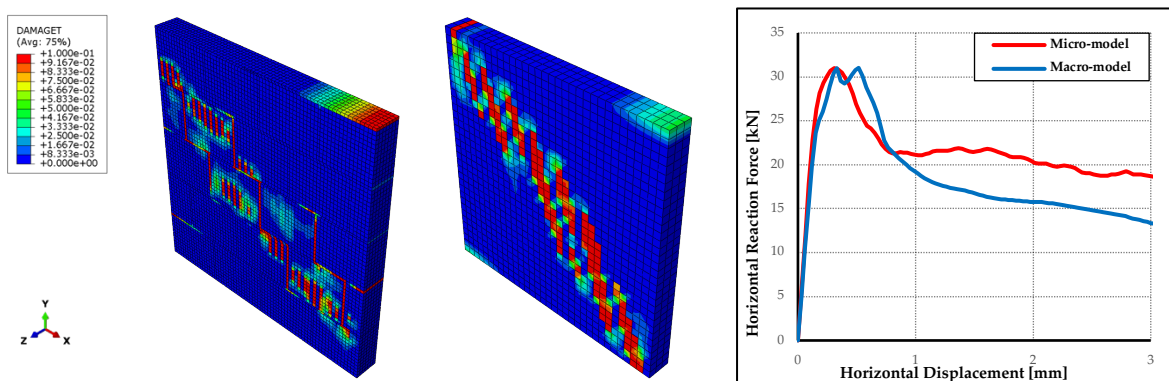 DAMAGET
(Avg: 75%)
+1.000e-01
+9.167e-02
+8.333e-02
+7.500e-02
+6.667e-02
+5.833e-02
+5.000e-02
+4.167e-02
+3.333e-02
+2.500e-02
+1.667e-02
+8.333e-03
+0.000e+00
Y
Z
X
Horizontal Reaction Force [kN]
35
30
25
20
15
10
5
0
Micro-model
Macro-model
0
1
2
3
Horizontal Displacement [mm]